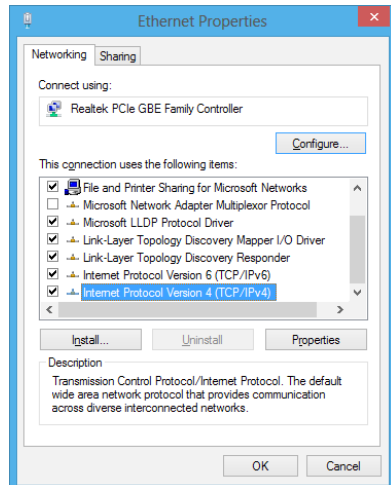 Ethernet Properties
Networking
Sharing
Connect using:
Realtek PCIe GBE Family Controller
Configure...
This connection uses the following items:
File and Printer Sharing for Microsoft Networks
Microsoft Network Adapter Multiplexor Protocol
Microsoft LLDP Protocol Driver
Link-Layer Topology Discovery Mapper I/O Driver
Link-Layer Topology Discovery Responder
Internet Protocol Version 6 (TCP/IPv6)
Internet Protocol Version 4 (TCP/IPv4)
Install...
Uninstall
Properties
Description
Transmission Control Protocol/Internet Protocol. The default
wide area network protocol that provides communication
across diverse interconnected networks.
OK
Cancel